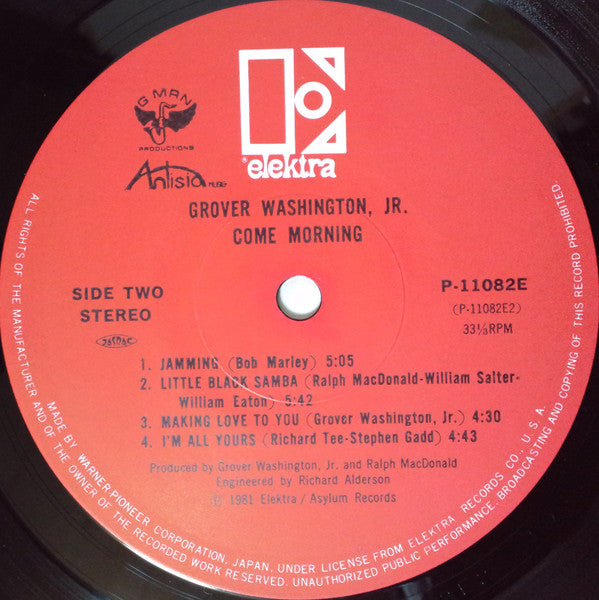 G MAN
PRODUCTIONS
Antisia MUSIC
® elektra
GROVER WASHINGTON, JR.
COME MORNING
SIDE TWO
STEREO
P-11082E
(P-11082E2)
33⅓RPM
JASRAC
1. JAMMING (Bob Marley) 5:05
2. LITTLE BLACK SAMBA (Ralph MacDonald-William Salter-
William Eaton) 5:42
3. MAKING LOVE TO YOU (Grover Washington, Jr.) 4:30
4. I'M ALL YOURS (Richard Tee-Stephen Gadd) 4:43
Produced by Grover Washington, Jr. and Ralph MacDonald
Engineered by Richard Alderson
Ⓟ 1981 Elektra / Asylum Records
ALL RIGHTS OF THE MANUFACTURER AND OF THE OWNER OF THE RECORDED WORK RESERVED. UNAUTHORIZED PUBLIC PERFORMANCE. BROADCASTING AND COPYING OF THIS RECORD PROHIBITED.
MADE BY WARNER-PIONEER CORPORATION, JAPAN. UNDER LICENSE FROM ELEKTRA RECORDS CO., U.S.A.